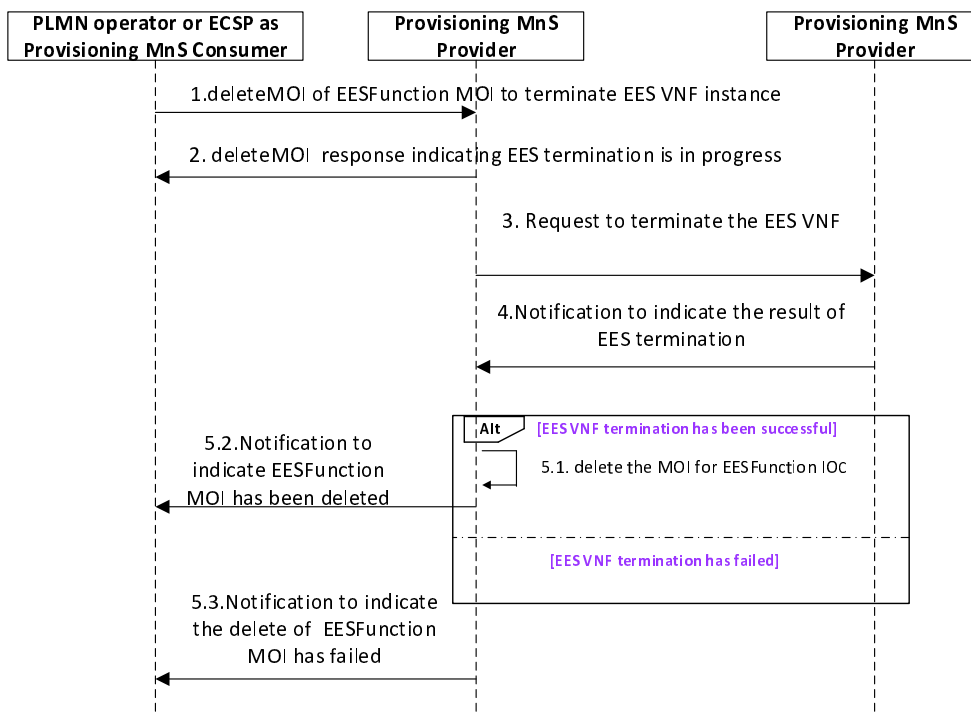 PLMN operator or ECSP as
Provisioning MnS Consumer
Provisioning MnS
Provider
Provisioning MnS
Provider
1.deleteMOI of EESFunction MOI to terminate EES VNF instance
2. deleteMOI response indicating EES termination is in progress
3. Request to terminate the EES VNF
4.Notification to indicate the result of
EES termination
Alt
[EES VNF termination has been successful]
5.1. delete the MOI for EESFunction IOC
5.2.Notification to
indicate EESFunction
MOI has been deleted
[EES VNF termination has failed]
5.3.Notification to indicate
the delete of EESFunction
MOI has failed